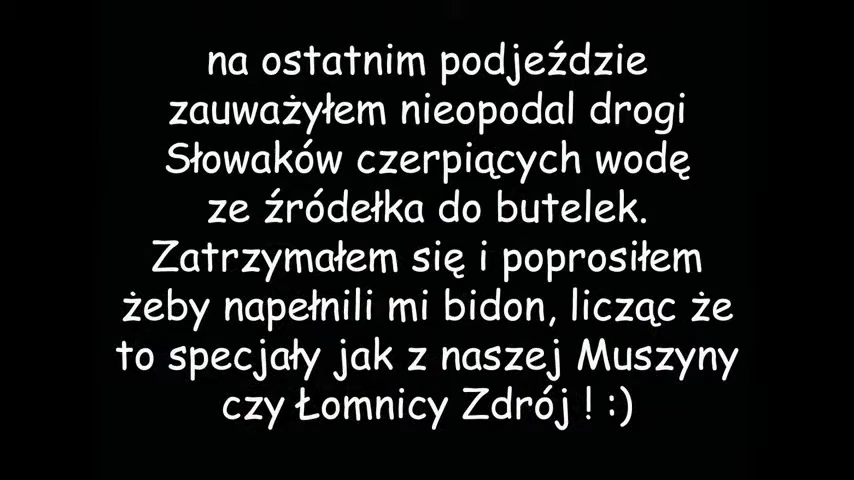 na ostatnim podjeździe
zauważyłem nieopodal drogi
Słowaków czerpiących wodę
ze źródełka do butelek.
Zatrzymałem się i poprosiłem
żeby napełnili mi bidon, licząc że
to specjały jak z naszej Muszyny
czy Łomnicy Zdrój ! :)